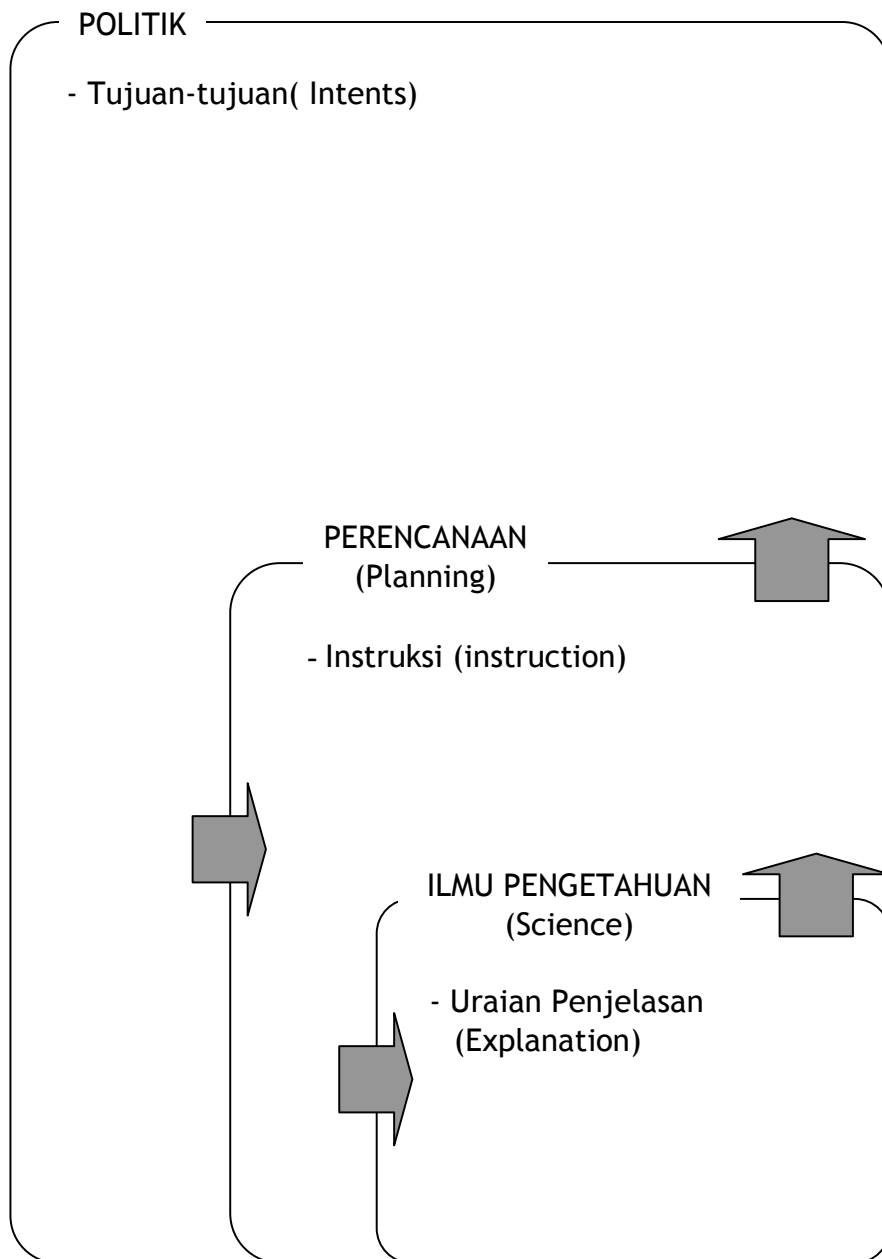 POLITIK
- Tujuan-tujuan( Intents)
PERENCANAAN
(Planning)
- Instruksi (instruction)
ILMU PENGETAHUAN
(Science)
- Uraian Penjelasan
(Explanation)